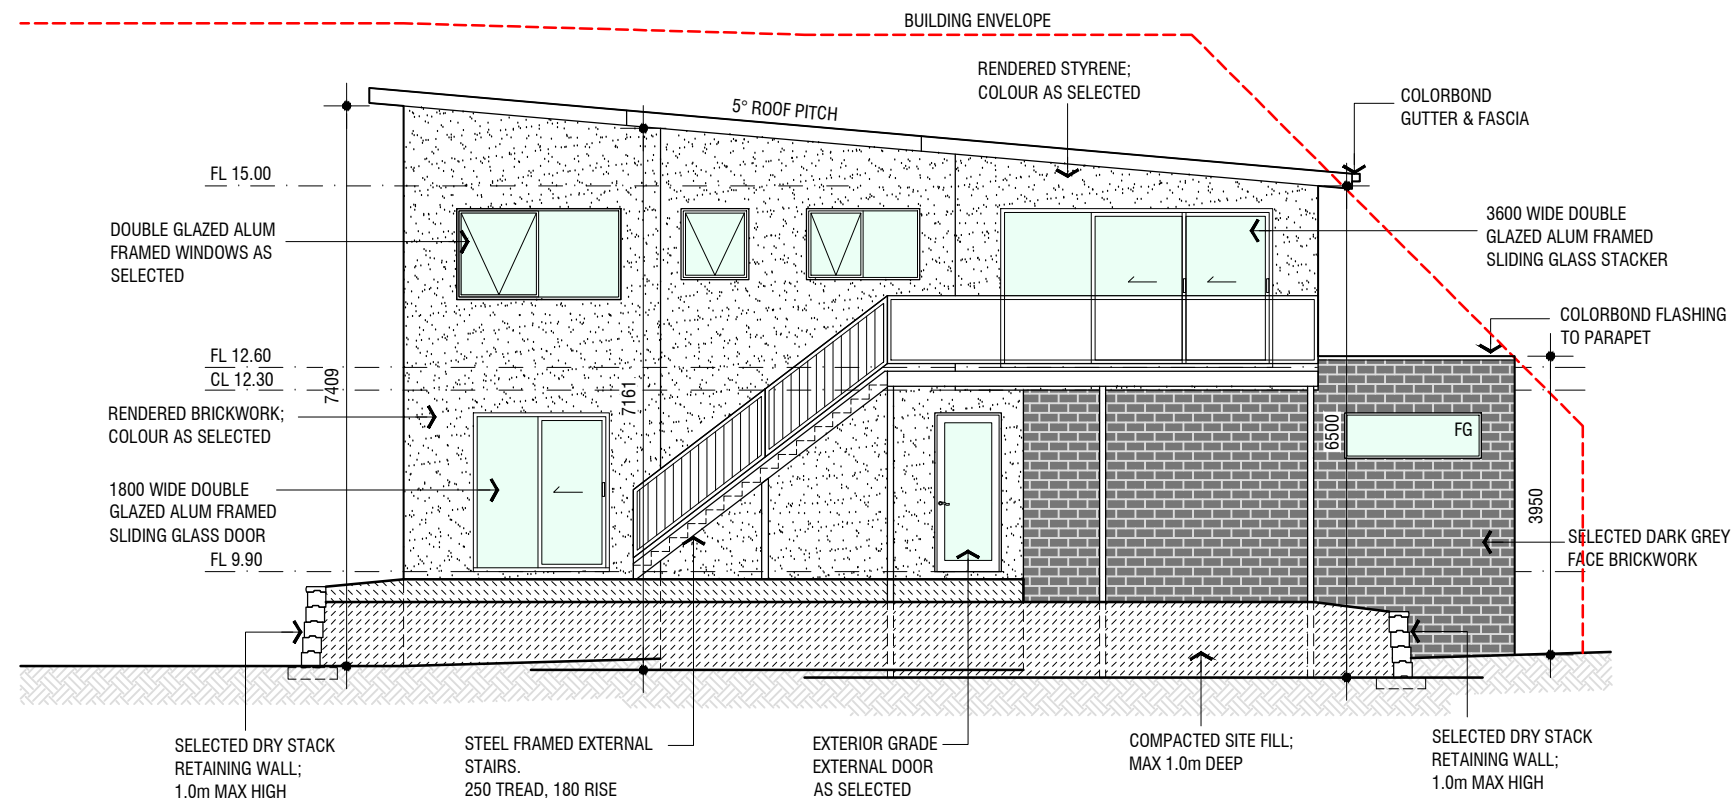 BUILDING ENVELOPE
RENDERED STYRENE;
COLOUR AS SELECTED
5° ROOF PITCH
COLORBOND
GUTTER & FASCIA
FL 15.00
DOUBLE GLAZED ALUM
FRAMED WINDOWS AS
SELECTED
3600 WIDE DOUBLE
GLAZED ALUM FRAMED
SLIDING GLASS STACKER
COLORBOND FLASHING
TO PARAPET
FL 12.60
CL 12.30
7409
7161
RENDERED BRICKWORK;
COLOUR AS SELECTED
6500
FG
1800 WIDE DOUBLE
GLAZED ALUM FRAMED
SLIDING GLASS DOOR
3950
SELECTED DARK GREY
FACE BRICKWORK
FL 9.90
SELECTED DRY STACK
RETAINING WALL;
1.0m MAX HIGH
STEEL FRAMED EXTERNAL
STAIRS.
250 TREAD, 180 RISE
EXTERIOR GRADE
EXTERNAL DOOR
AS SELECTED
COMPACTED SITE FILL;
MAX 1.0m DEEP
SELECTED DRY STACK
RETAINING WALL;
1.0m MAX HIGH